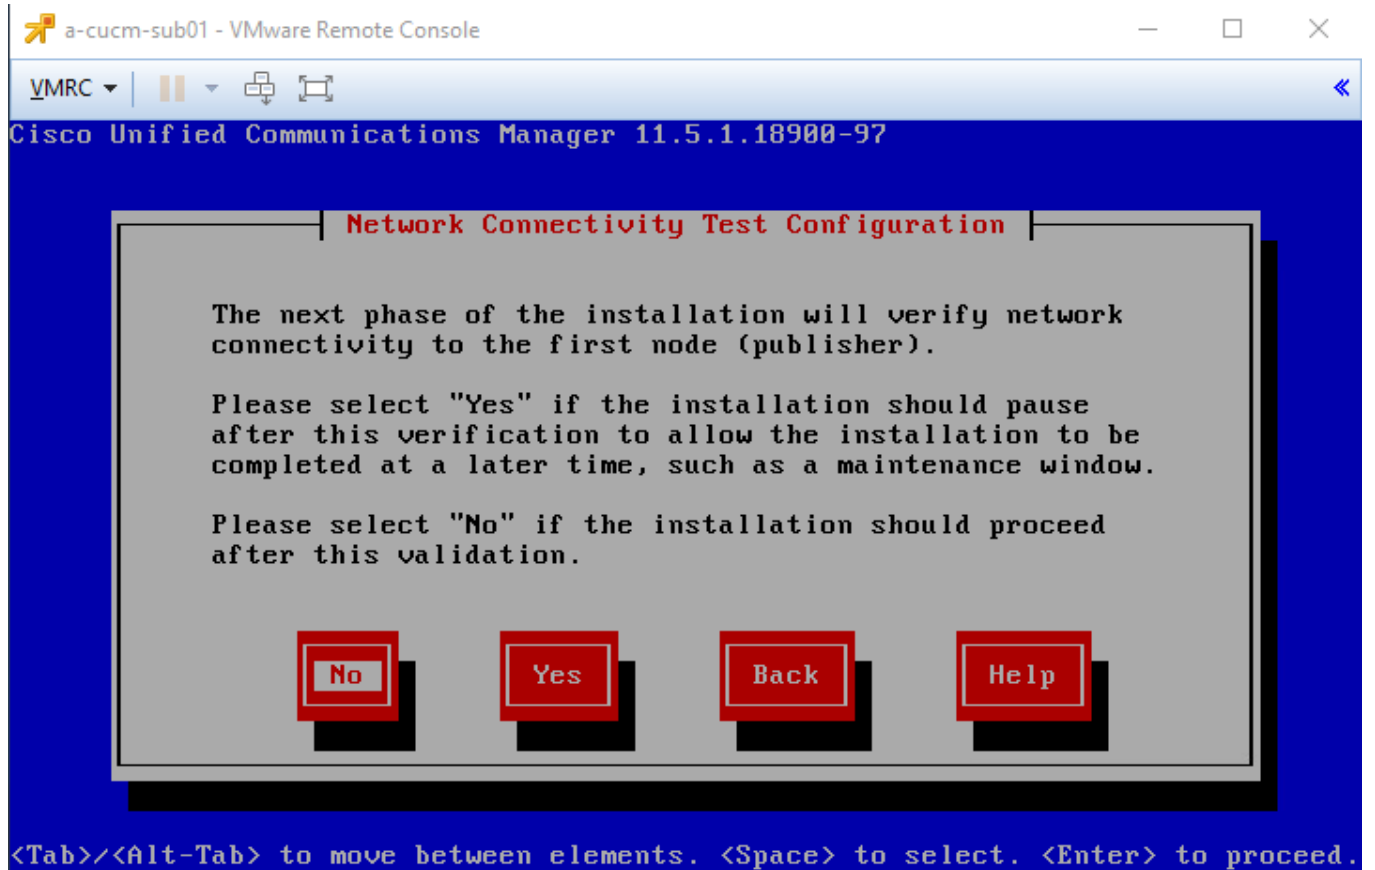 a-cucm-sub01 - VMware Remote Console
VMRC
Cisco Unified Communications Manager 11.5.1.18900-97
Network Connectivity Test Configuration
The next phase of the installation will verify network
connectivity to the first node (publisher).
Please select "Yes" if the installation should pause
after this verification to allow the installation to be
completed at a later time, such as a maintenance window.
Please select "No" if the installation should proceed
after this validation.
No Yes Back Help
<Tab>/<Alt-Tab> to move between elements. <Space> to select. <Enter> to proceed.